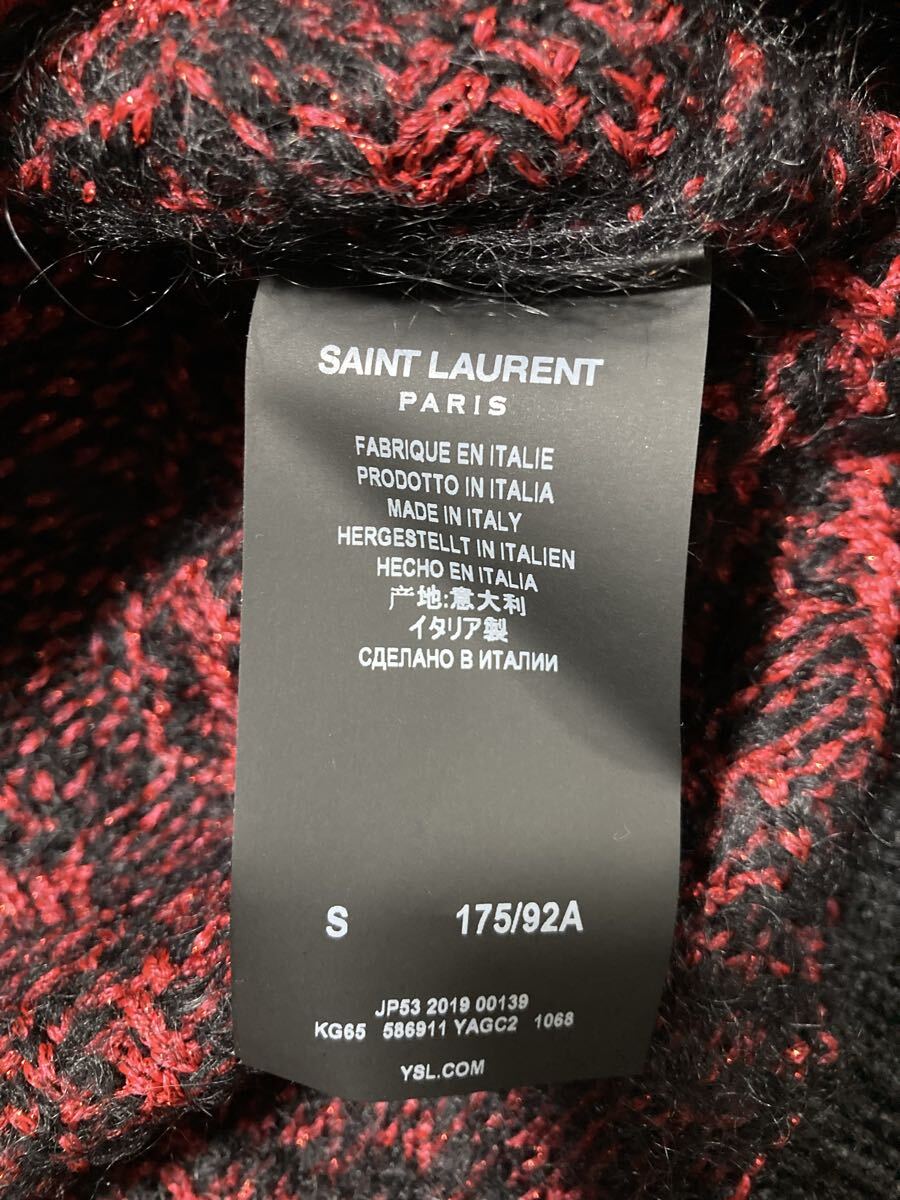 SAINT LAURENT
PARIS
FABRIQUE EN ITALIE
PRODOTTO IN ITALIA
MADE IN ITALY
HERGESTELLT IN ITALIEN
HECHO EN ITALIA
产地:意大利
イタリア製
СДЕЛАНО В ИТАЛИИ
S 175/92A
JP53 2019 00139
KG65 586911 YAGC2 1068
YSL.COM